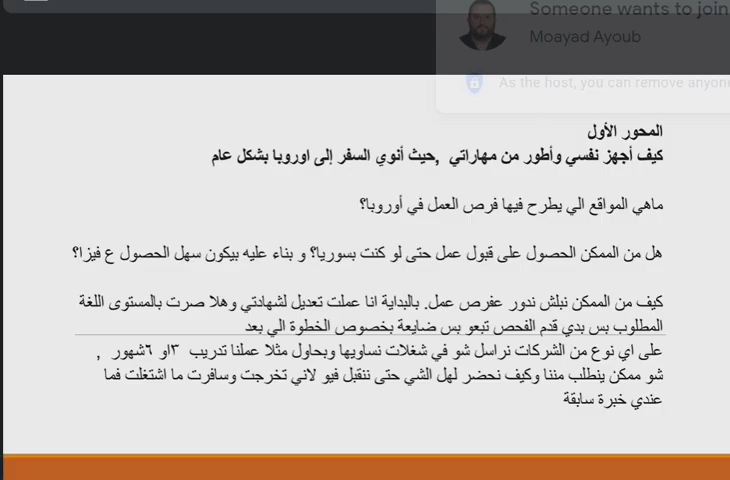 Someone wants to join
Moayad Ayoub
As the host, you can remove anyone
المحور الأول
كيف أجهز نفسي وأطور من مهاراتي ,حيث أنوي السفر إلى اوروبا بشكل عام
ماهي المواقع الي يطرح فيها فرص العمل في أوروبا؟
هل من الممكن الحصول على قبول عمل حتى لو كنت بسوريا؟ و بناء عليه بيكون سهل الحصول ع فيزا؟
كيف من الممكن نبلش ندور عفرص عمل. بالبداية انا عملت تعديل لشهادتي وهلا صرت بالمستوى اللغة
المطلوب بس بدي قدم الفحص تبعو بس ضايعة بخصوص الخطوة الي بعد
على اي نوع من الشركات نراسل شو في شغلات نساويها وبحاول مثلا عملنا تدريب ٣او ٦شهور ,
شو ممكن ينطلب مننا وكيف نحضر لهل الشي حتى ننقبل فيو لاني تخرجت وسافرت ما اشتغلت فما
عندي خبرة سابقة